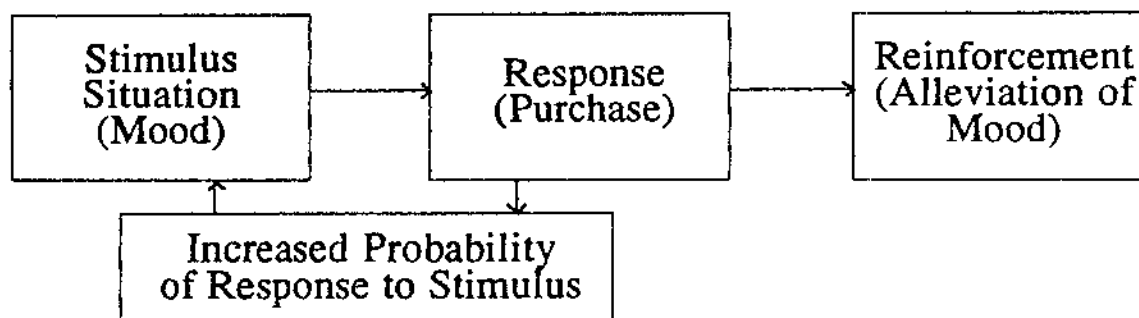 Stimulus
Situation
(Mood)
Response
(Purchase)
Reinforcement
(Alleviation of
Mood)
Increased Probability
of Response to Stimulus